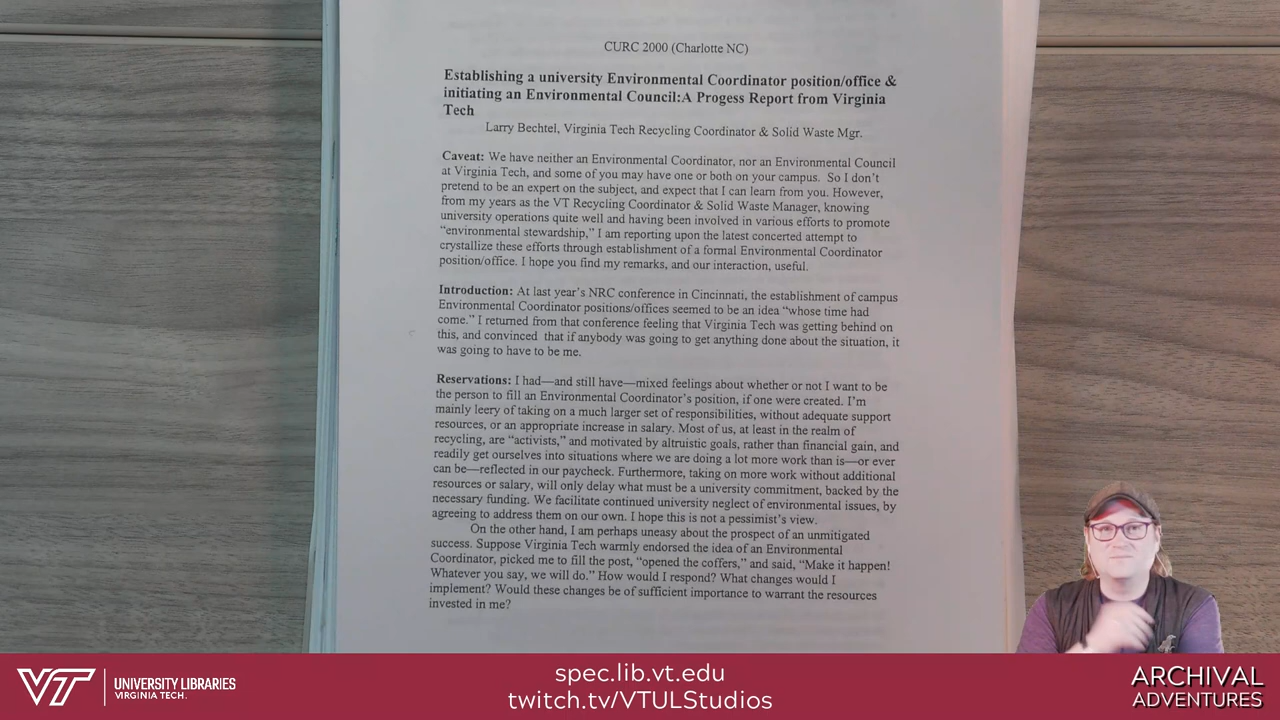 CURC 2000 (Charlotte NC)
Establishing a university Environmental Coordinator position/office &
initiating an Environmental Council:A Progess Report from Virginia
Tech
Larry Bechtel, Virginia Tech Recycling Coordinator & Solid Waste Mgr.
Caveat: We have neither an Environmental Coordinator, nor an Environmental Council
at Virginia Tech, and some of you may have one or both on your campus. So I don't
pretend to be an expert on the subject, and expect that I can learn from you. However,
from my years as the VT Recycling Coordinator & Solid Waste Manager, knowing
university operations quite well and having been involved in various efforts to promote
“environmental stewardship,” I am reporting upon the latest concerted attempt to
crystallize these efforts through establishment of a formal Environmental Coordinator
position/office. I hope you find my remarks, and our interaction, useful.
Introduction: At last year's NRC conference in Cincinnati, the establishment of campus
Environmental Coordinator positions/offices seemed to be an idea “whose time had
come.” I returned from that conference feeling that Virginia Tech was getting behind on
this, and convinced that if anybody was going to get anything done about the situation, it
was going to have to be me.
Reservations: I had—and still have—mixed feelings about whether or not I want to be
the person to fill an Environmental Coordinator's position, if one were created. I'm
mainly leery of taking on a much larger set of responsibilities, without adequate support
resources, or an appropriate increase in salary. Most of us, at least in the realm of
recycling, are “activists,” and motivated by altruistic goals, rather than financial gain, and
readily get ourselves into situations where we are doing a lot more work than is—or ever
can be—reflected in our paycheck. Furthermore, taking on more work without additional
resources or salary, will only delay what must be a university commitment, backed by the
necessary funding. We facilitate continued university neglect of environmental issues, by
agreeing to address them on our own. I hope this is not a pessimist's view.
On the other hand, I am perhaps uneasy about the prospect of an unmitigated
success. Suppose Virginia Tech warmly endorsed the idea of an Environmental
Coordinator, picked me to fill the post, “opened the coffers,” and said, “Make it happen!
Whatever you say, we will do.” How would I respond? What changes would I
implement? Would these changes be of sufficient importance to warrant the resources
invested in me?
VT
UNIVERSITY LIBRARIES
VIRGINIA TECH.
spec.lib.vt.edu
twitch.tv/VTULStudios
ARCHIVAL
ADVENTURES